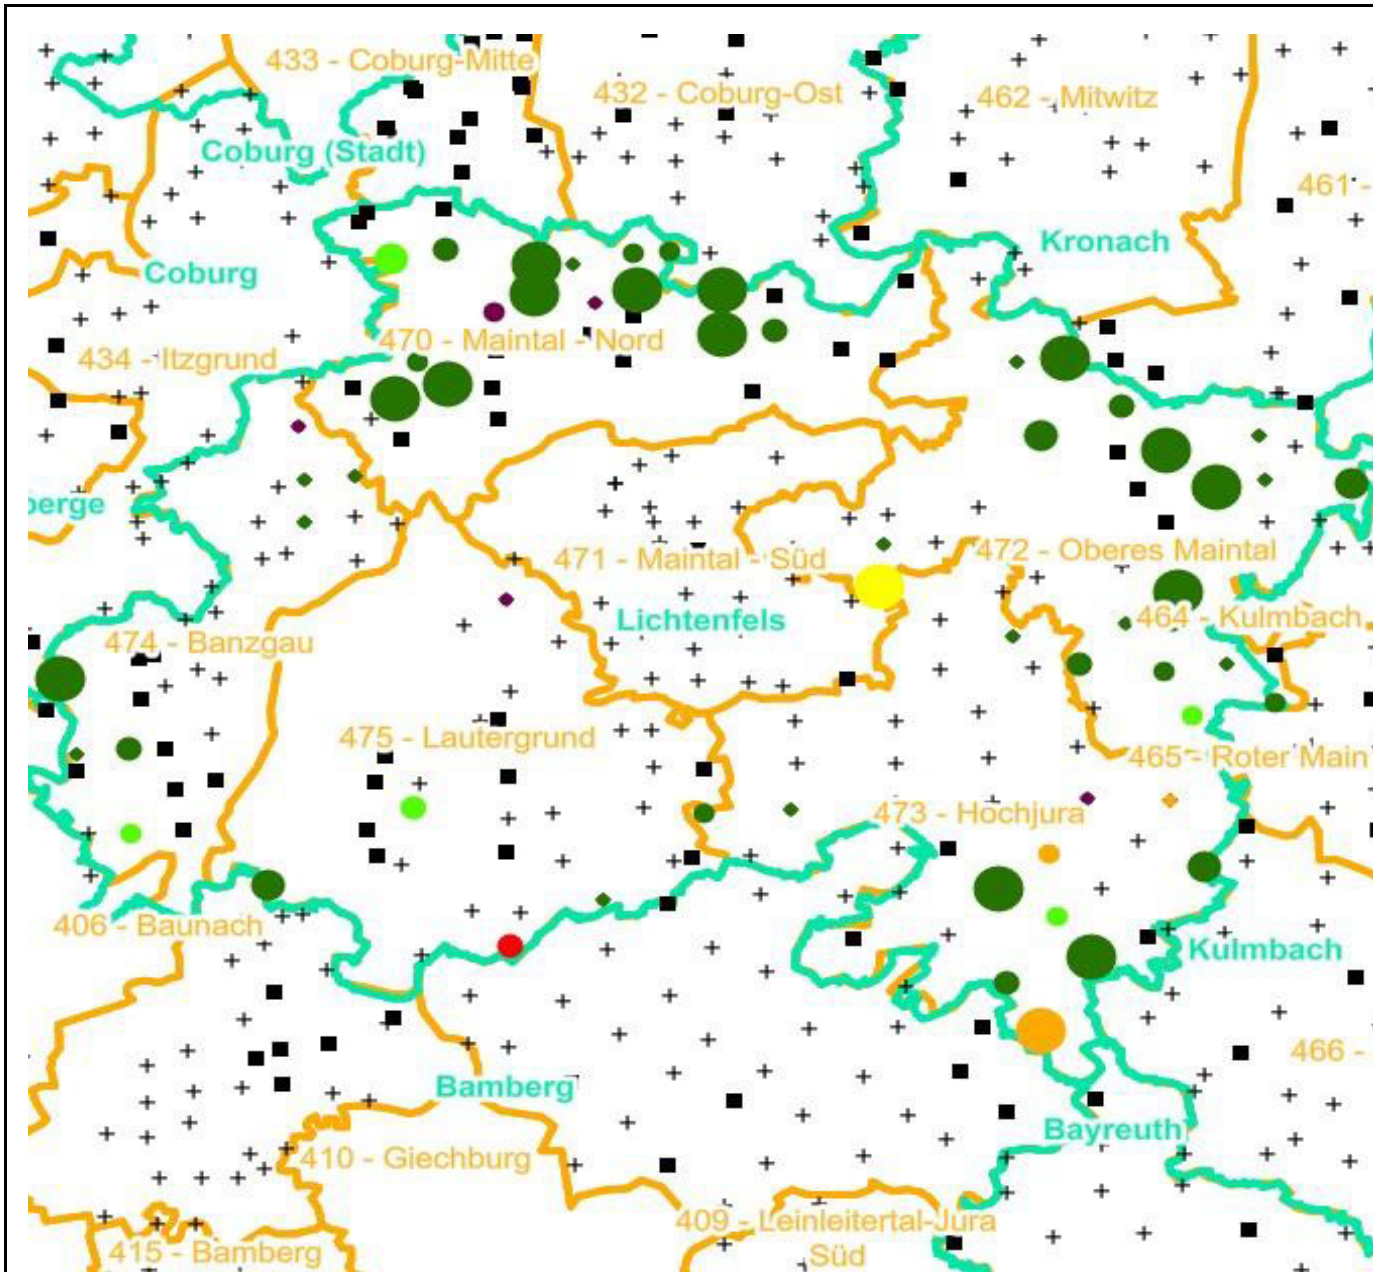 433 - Coburg-Mitte
432 - Coburg-Ost
462 - Mitwitz
Coburg (Stadt)
461 -
Kronach
Coburg
470 - Maintal - Nord
434 - Itzgrund
berge
472 - Oberes Maintal
471 - Maintal - Süd
Lichtenfels
464 - Kulmbach
474 - Banzgau
475 - Lautergrund
465 - Roter Main
473 - Hochjura
406 - Baunach
Kulmbach
466 -
Bamberg
Bayreuth
410 - Giechburg
409 - Leinleitertal-Jura
Süd
415 - Bamberg